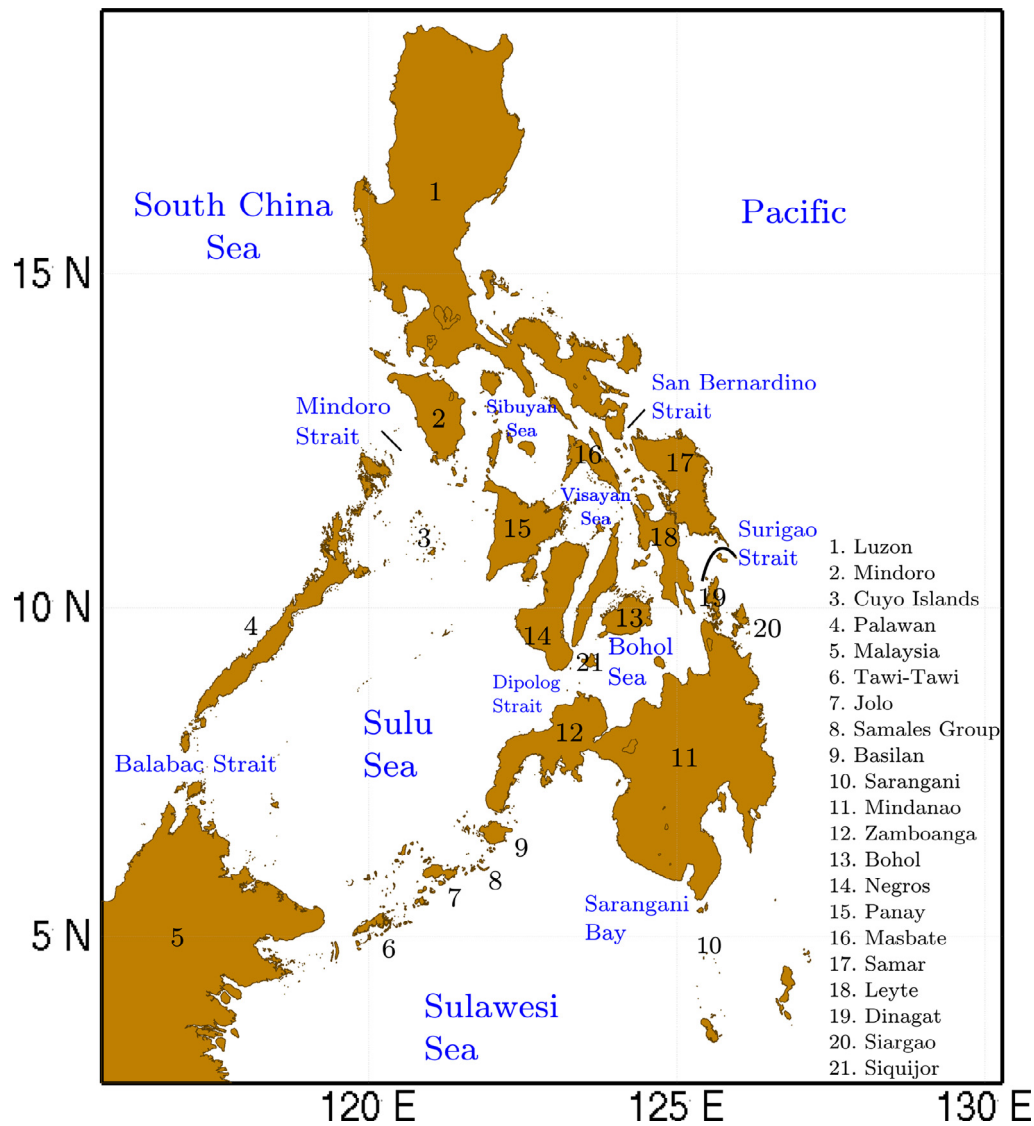 1
South China
Sea
Pacific
15 N
San Bernardino
Strait
Mindoro
Strait
Sibuyan
Sea
2
16
17
Visayan
Sea
15
18
3
Surigao
Strait
19
10 N
4
14
13
20
Bohol
Sea
21
Dipolog
Strait
Sulu
Sea
12
11
Balabac Strait
9
8
7
Sarangani
Bay
5 N
5
6
10
Sulawesi
Sea
1. Luzon
2. Mindoro
3. Cuyo Islands
4. Palawan
5. Malaysia
6. Tawi-Tawi
7. Jolo
8. Samales Group
9. Basilan
10. Sarangani
11. Mindanao
12. Zamboanga
13. Bohol
14. Negros
15. Panay
16. Masbate
17. Samar
18. Leyte
19. Dinagat
20. Siargao
21. Siquijor
120 E
125 E
130 E